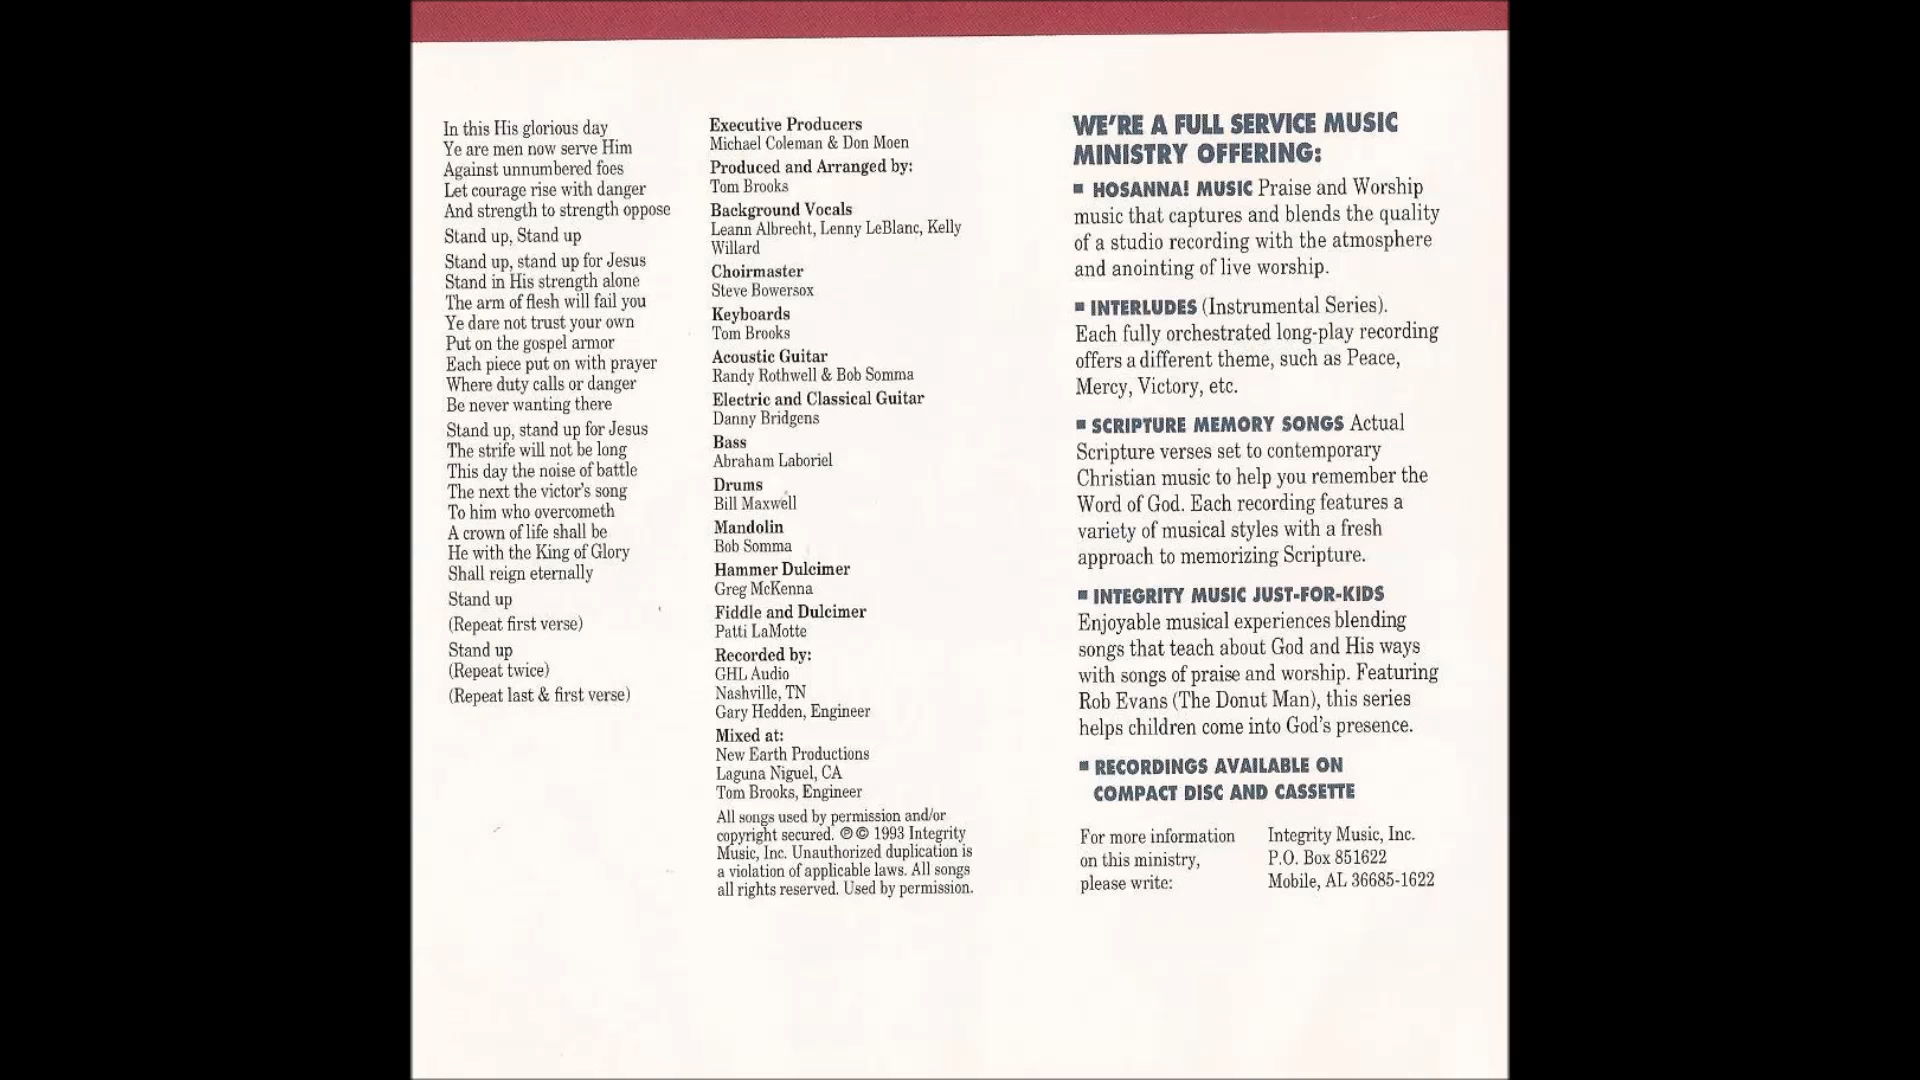 In this His glorious day
Ye are men now serve Him
Against unnumbered foes
Let courage rise with danger
And strength to strength oppose
Stand up, Stand up
Stand up, stand up for Jesus
Stand in His strength alone
The arm of flesh will fail you
Ye dare not trust your own
Put on the gospel armor
Each piece put on with prayer
Where duty calls or danger
Be never wanting there
Stand up, stand up for Jesus
The strife will not be long
This day the noise of battle
The next the victor's song
To him who overcometh
A crown of life shall be
He with the King of Glory
Shall reign eternally
Stand up
(Repeat first verse)
Stand up
(Repeat twice)
(Repeat last & first verse)
Executive Producers
Michael Coleman & Don Moen
Produced and Arranged by:
Tom Brooks
Background Vocals
Leann Albrecht, Lenny LeBlanc, Kelly
Willard
Choirmaster
Steve Bowersox
Keyboards
Tom Brooks
Acoustic Guitar
Randy Rothwell & Bob Somma
Electric and Classical Guitar
Danny Bridgens
Bass
Abraham Laboriel
Drums
Bill Maxwell
Mandolin
Bob Somma
Hammer Dulcimer
Greg McKenna
Fiddle and Dulcimer
Patti LaMotte
Recorded by:
GHL Audio
Nashville, TN
Gary Hedden, Engineer
Mixed at:
New Earth Productions
Laguna Niguel, CA
Tom Brooks, Engineer
All songs used by permission and/or
copyright secured. ℗© 1993 Integrity
Music, Inc. Unauthorized duplication is
a violation of applicable laws. All songs
all rights reserved. Used by permission.
WE'RE A FULL SERVICE MUSIC
MINISTRY OFFERING:
■ HOSANNA! MUSIC Praise and Worship
music that captures and blends the quality
of a studio recording with the atmosphere
and anointing of live worship.
■ INTERLUDES (Instrumental Series).
Each fully orchestrated long-play recording
offers a different theme, such as Peace,
Mercy, Victory, etc.
■ SCRIPTURE MEMORY SONGS Actual
Scripture verses set to contemporary
Christian music to help you remember the
Word of God. Each recording features a
variety of musical styles with a fresh
approach to memorizing Scripture.
■ INTEGRITY MUSIC JUST-FOR-KIDS
Enjoyable musical experiences blending
songs that teach about God and His ways
with songs of praise and worship. Featuring
Rob Evans (The Donut Man), this series
helps children come into God's presence.
■ RECORDINGS AVAILABLE ON
COMPACT DISC AND CASSETTE
For more information
on this ministry,
please write:
Integrity Music, Inc.
P.O. Box 851622
Mobile, AL 36685-1622